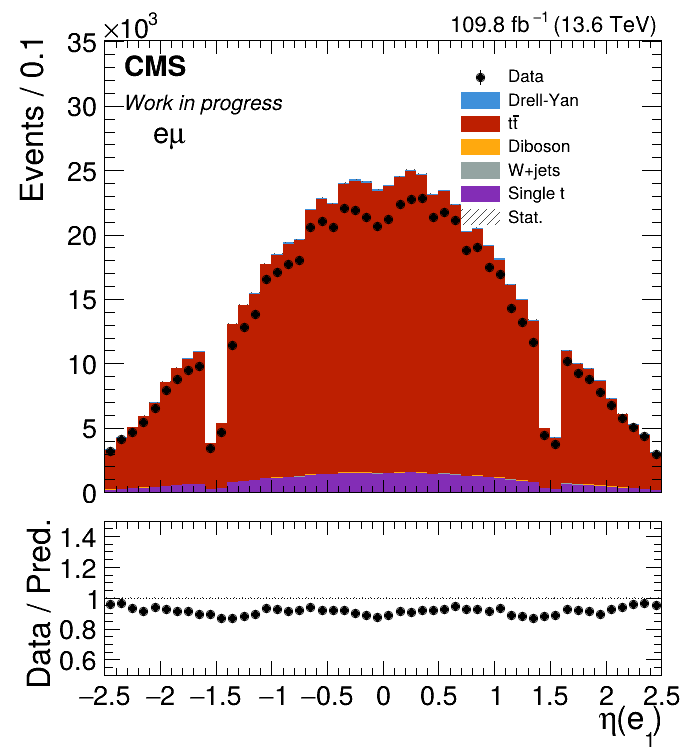 ×10³
109.8 fb⁻¹ (13.6 TeV)
CMS
Work in progress
eμ
Data
Drell-Yan
tt̄
Diboson
W+jets
Single t
Stat.
Events / 0.1
35
30
25
20
15
10
5
0
Data / Pred.
1.4
1.2
1
0.8
0.6
−2.5 −2 −1.5 −1 −0.5 0 0.5 1 1.5 2 2.5
η(e₁)